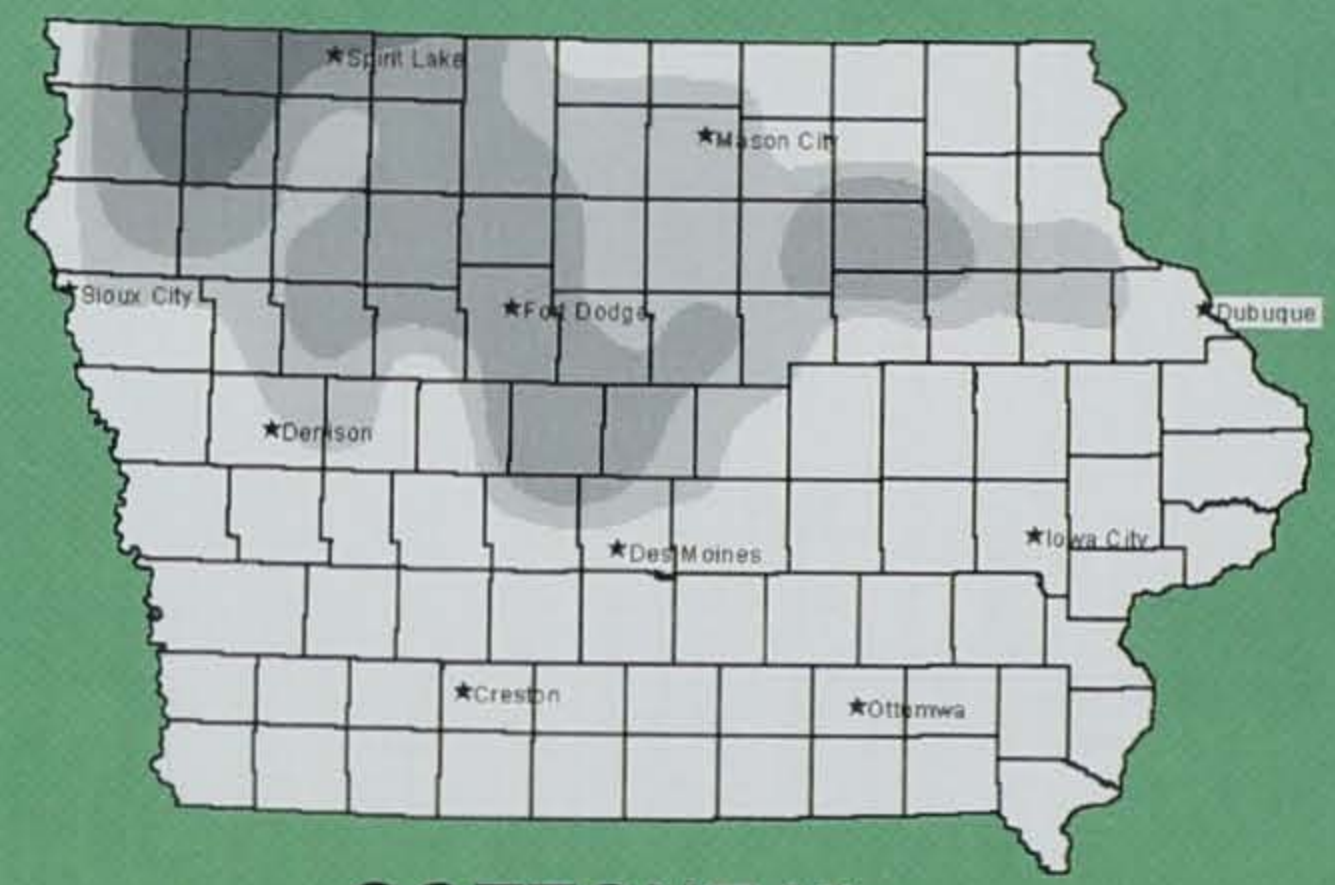 ★Spirit Lake
★Mason City
★Sioux City
★Fort Dodge
★Dubuque
★Denison
★Des Moines
★Iowa City
★Creston
★Ottumwa